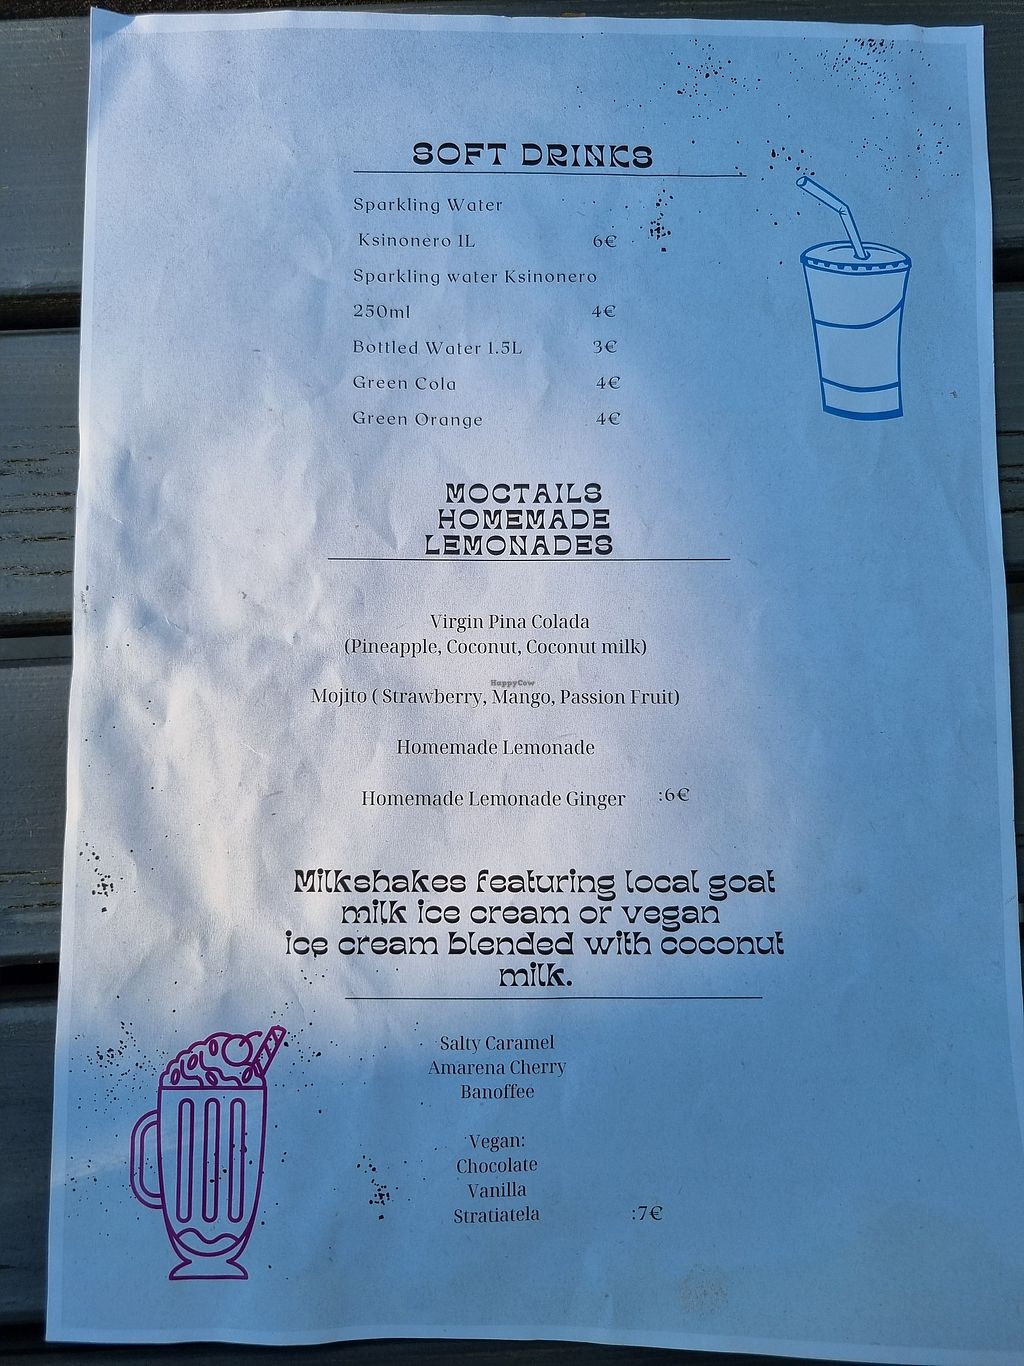 SOFT DRINKS
Sparkling Water
Ksinonero 1L 6€
Sparkling water Ksinonero
250ml 4€
Bottled Water 1.5L 3€
Green Cola 4€
Green Orange 4€
MOCTAILS
HOMEMADE
LEMONADES
Virgin Pina Colada
(Pineapple, Coconut, Coconut milk)
HappyCow
Mojito ( Strawberry, Mango, Passion Fruit)
Homemade Lemonade
Homemade Lemonade Ginger :6€
Milkshakes featuring local goat
milk ice cream or vegan
ice cream blended with coconut
milk.
Salty Caramel
Amarena Cherry
Banoffee
Vegan:
Chocolate
Vanilla
Stratiatela :7€